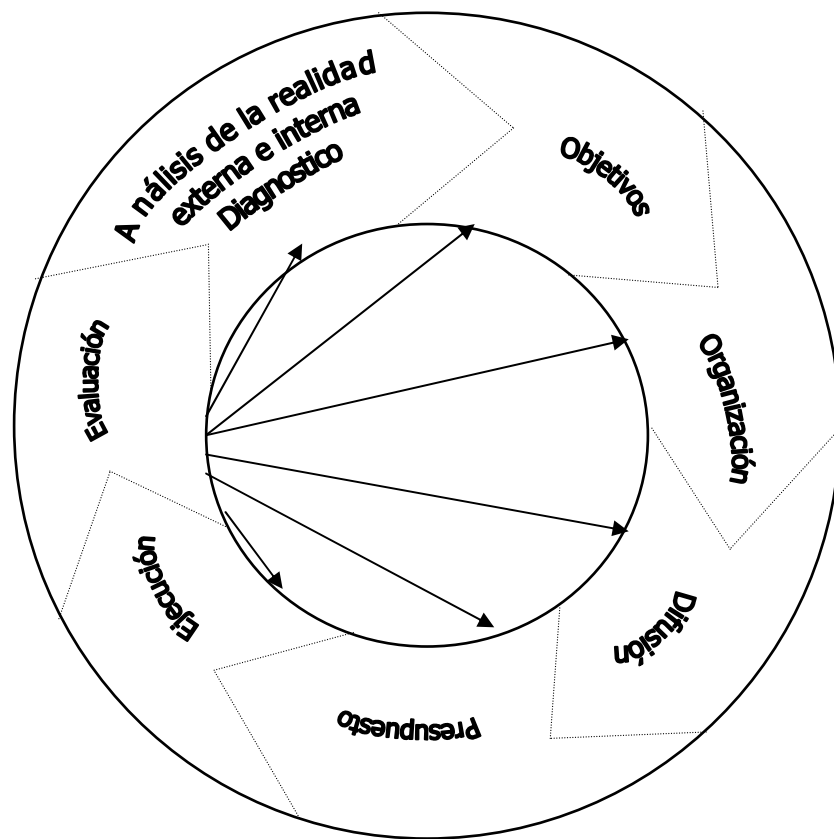 A nálisis de la realidad
externa e interna
Diagnostico
Objetivos
Organización
Difusión
Presupuesto
Ejecución
Evaluación